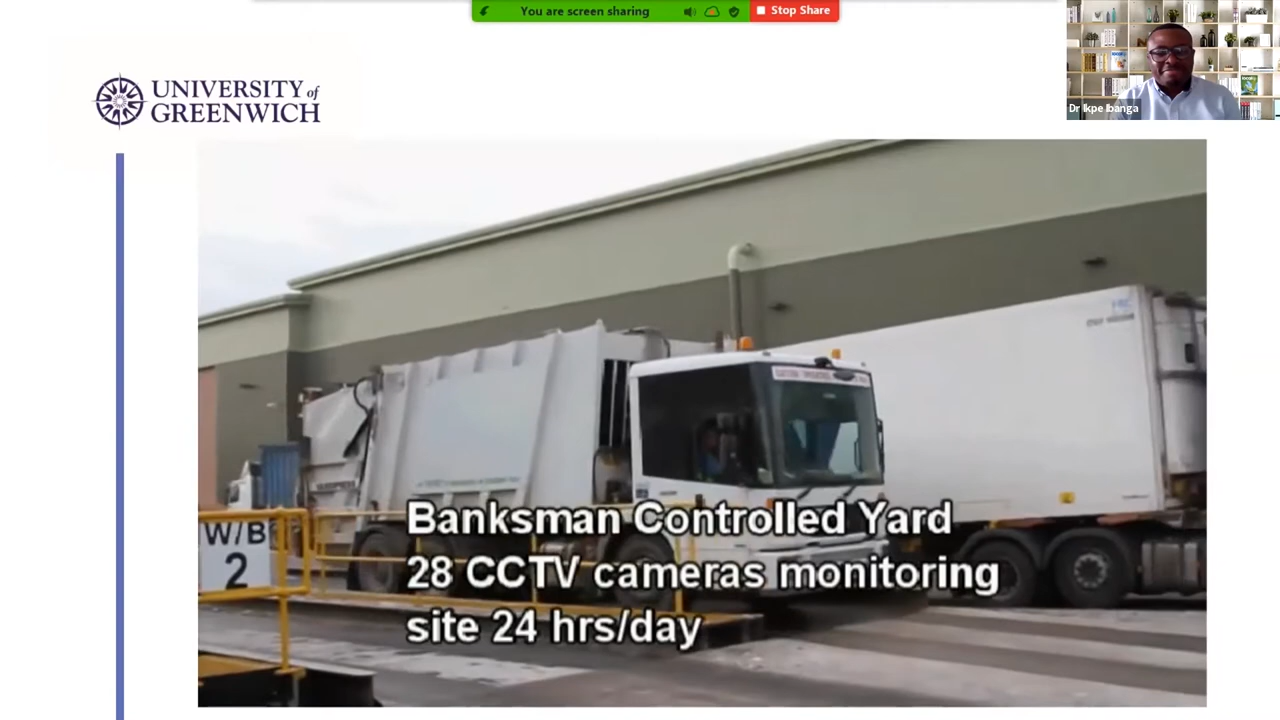 You are screen sharing
Stop Share
Dr Ikpe Ibanga
UNIVERSITY of
GREENWICH
W/B
2
Banksman Controlled Yard
28 CCTV cameras monitoring
site 24 hrs/day